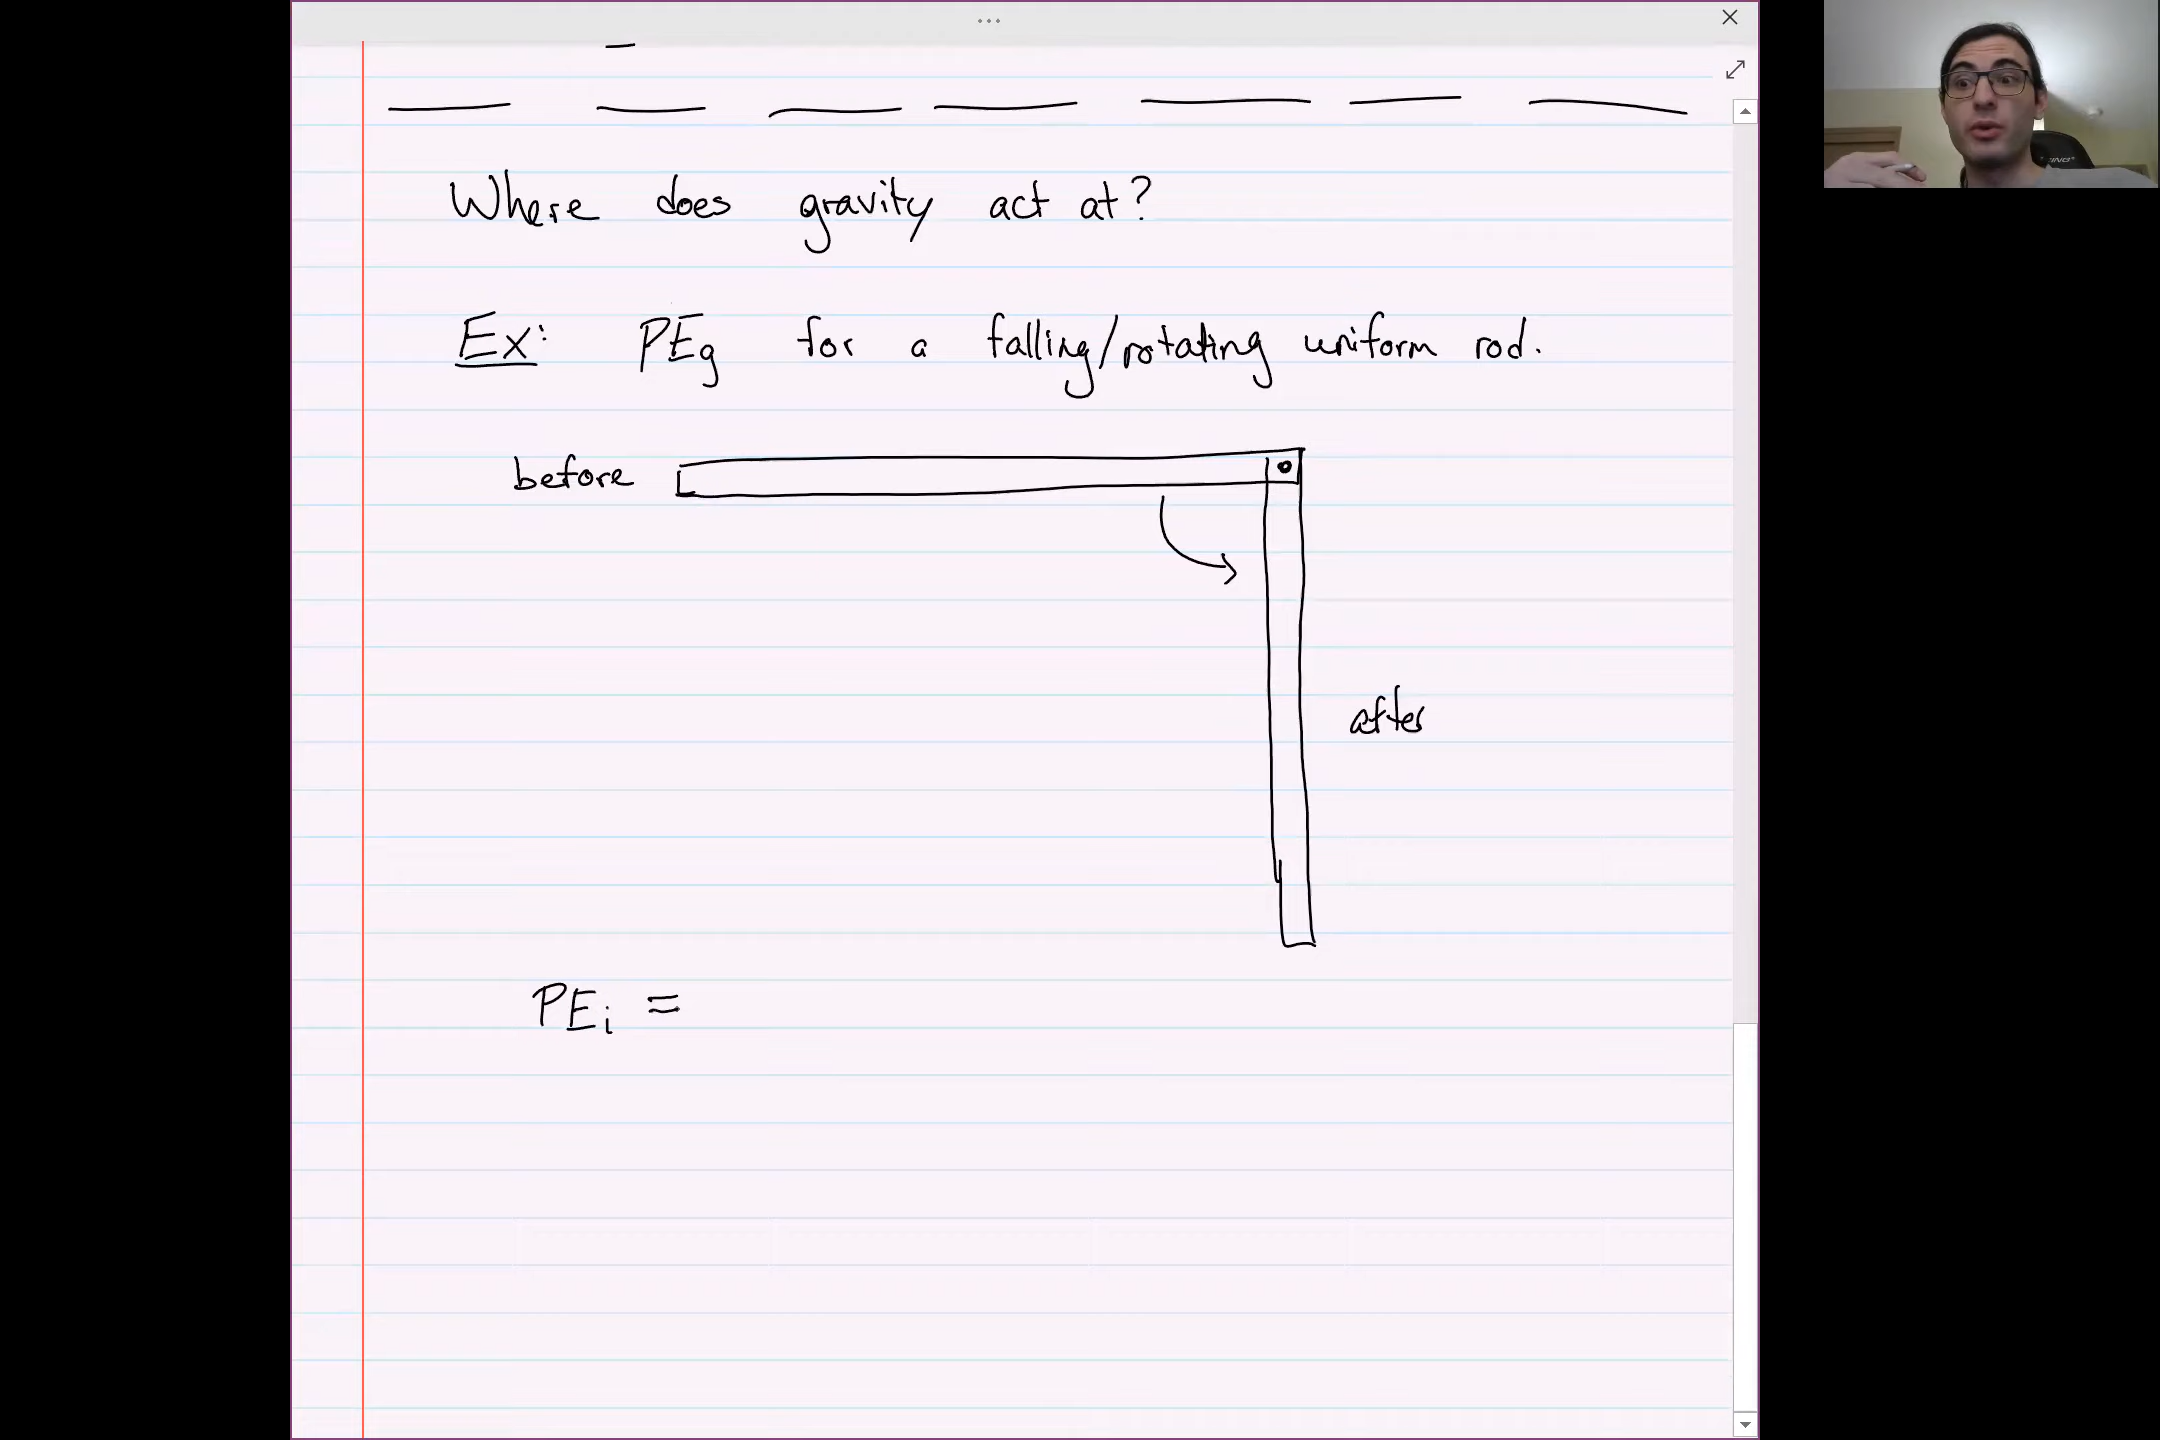 Where does gravity act at?
Ex: PEg for a falling/rotating uniform rod.
before
after
PEi =